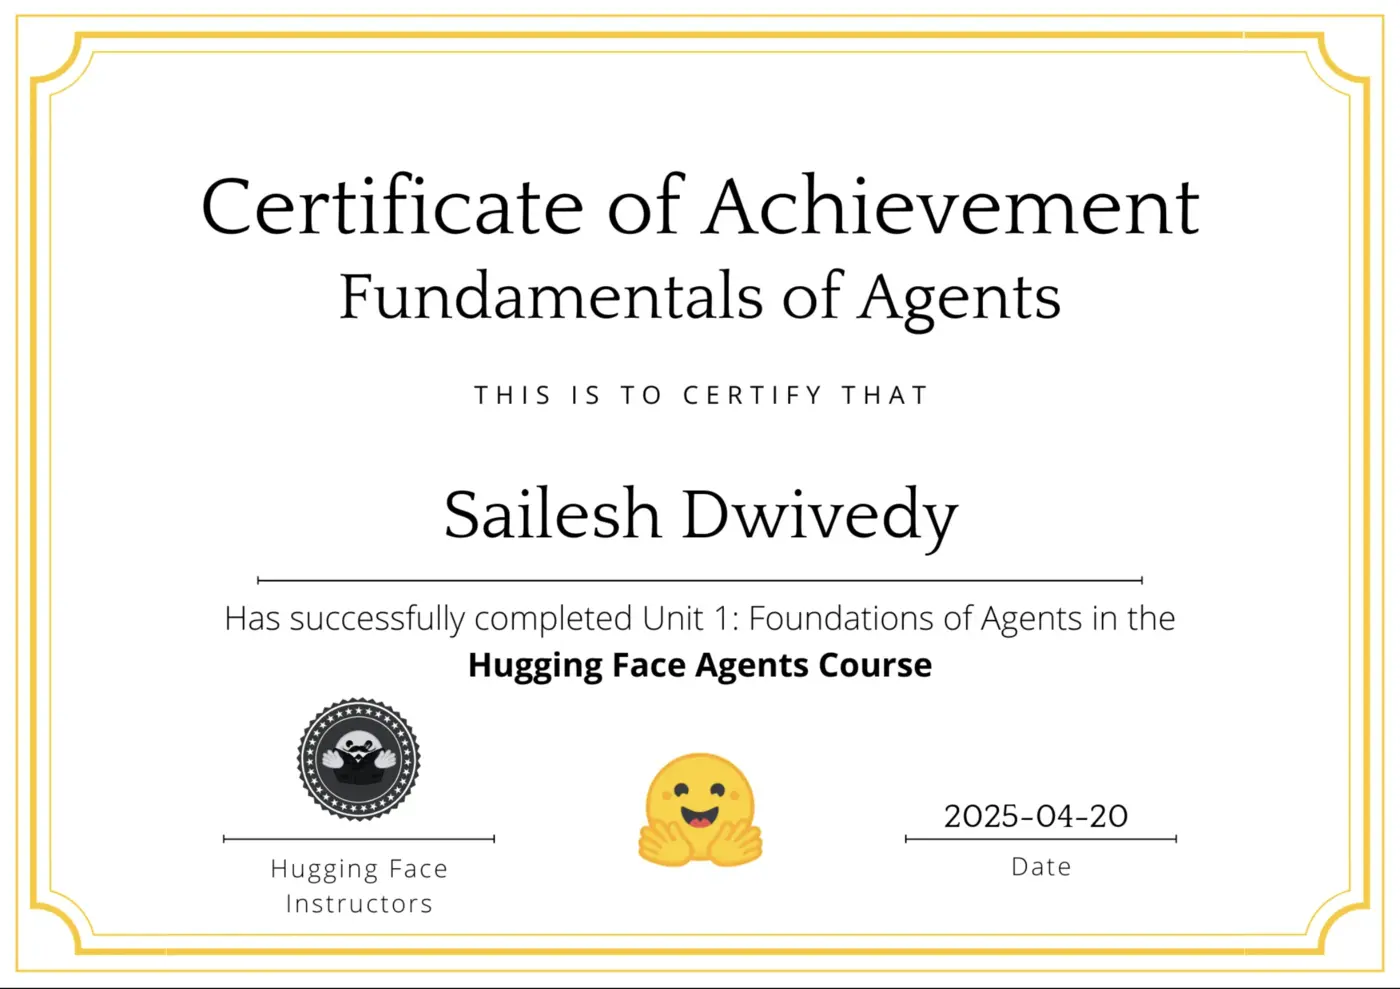 Certificate of Achievement
Fundamentals of Agents
THIS IS TO CERTIFY THAT
Sailesh Dwivedy
Has successfully completed Unit 1: Foundations of Agents in the
Hugging Face Agents Course
2025-04-20
Hugging Face
Instructors
Date